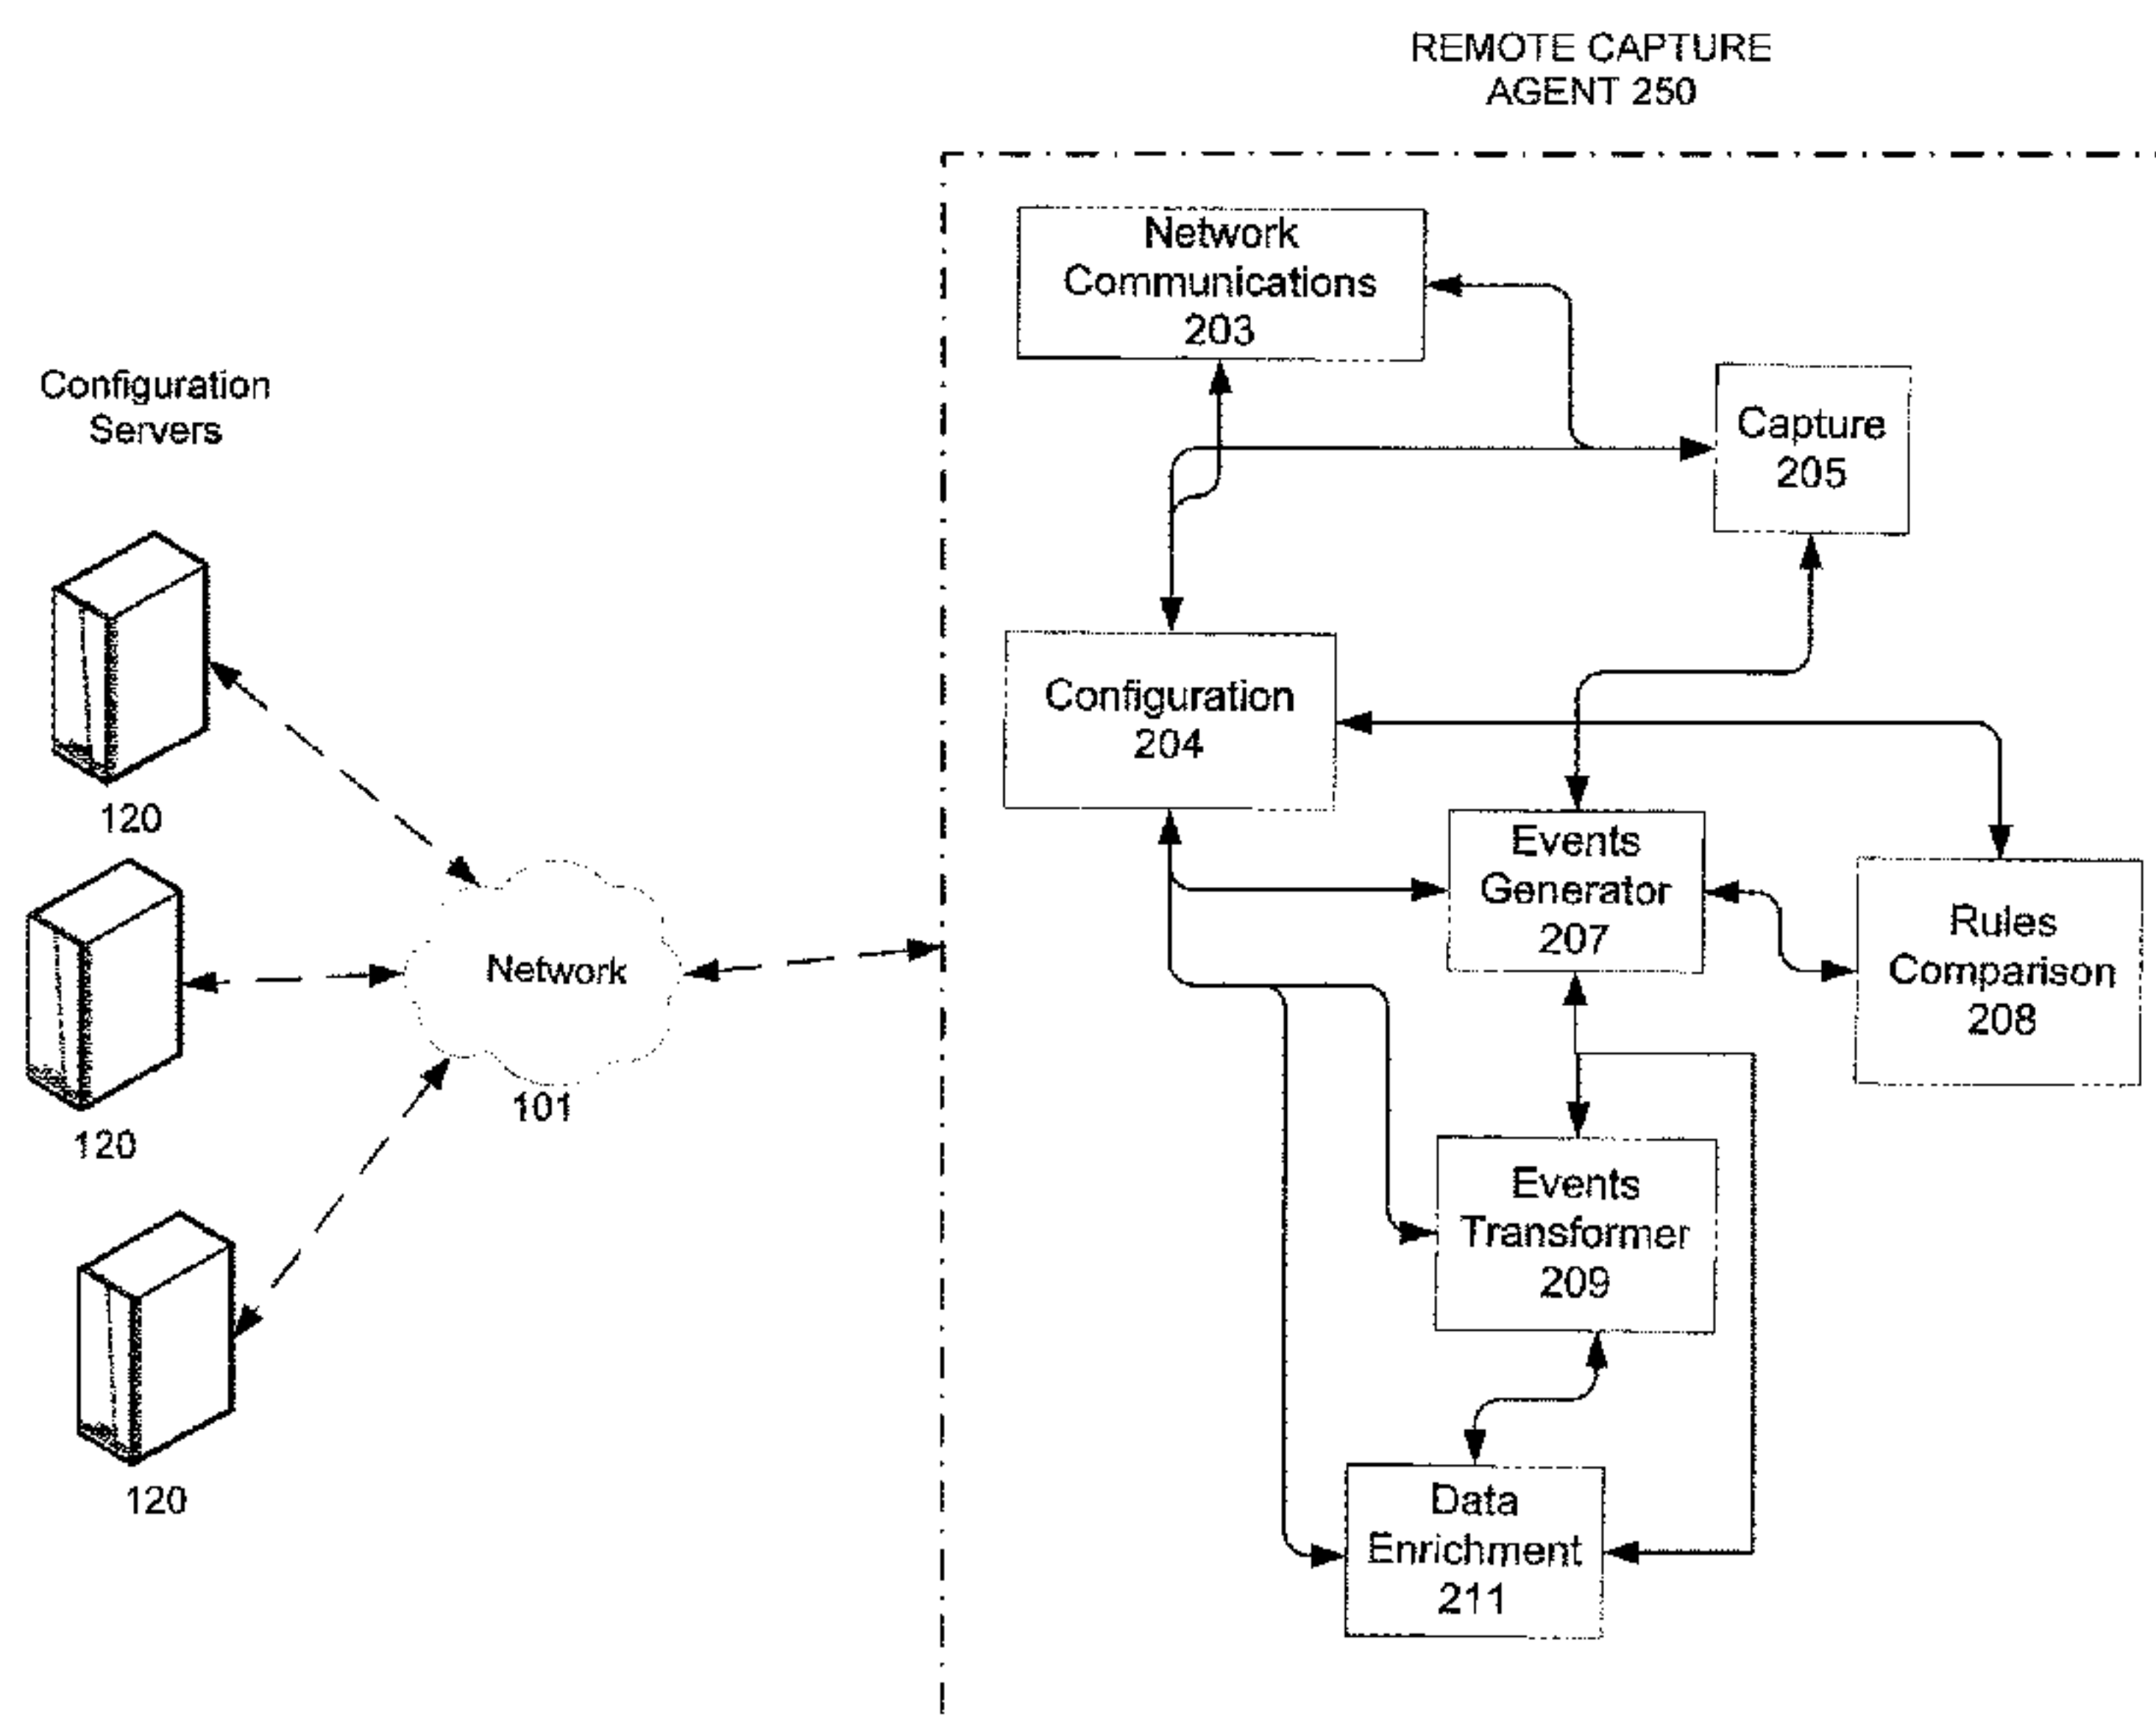 REMOTE CAPTURE
AGENT 250
Network
Communications
203
Configuration
Servers
Capture
205
Configuration
204
120
Events
Generator
207
Rules
Comparison
208
Network
101
120
Events
Transformer
209
120
Data
Enrichment
211